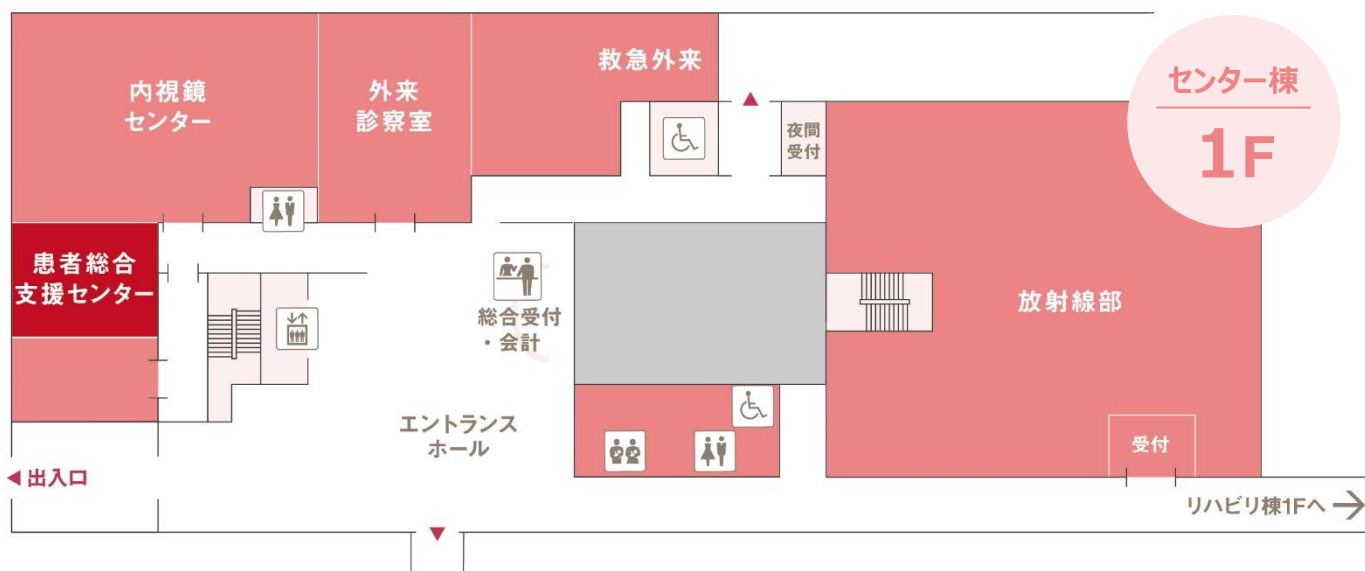 センター棟
1F
救急外来
内視鏡
センター
外来
診察室
夜間
受付
患者総合
支援センター
総合受付
・会計
放射線部
エントランス
ホール
受付
出入口
リハビリ棟1Fへ